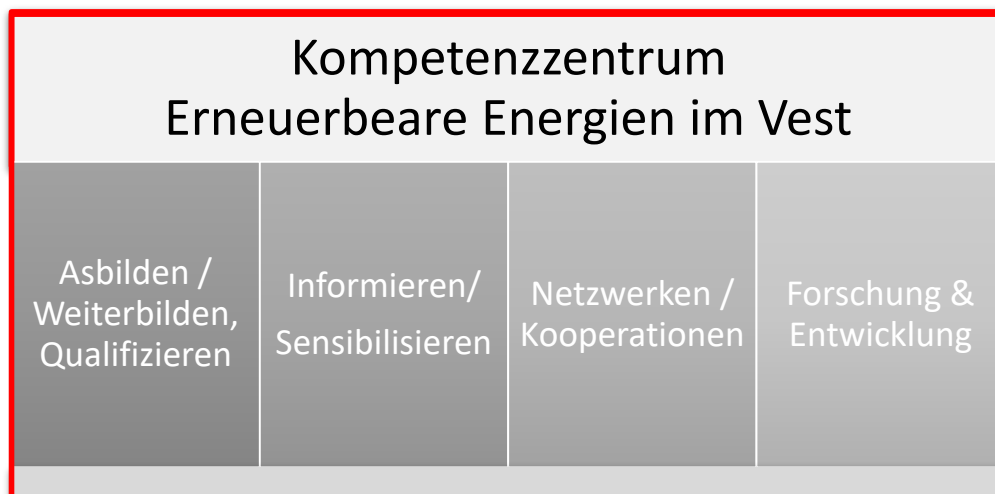 Kompetenzzentrum
Erneuerbeare Energien im Vest
Asbilden /
Weiterbilden,
Qualifizieren
Informieren/
Sensibilisieren
Netzwerken /
Kooperationen
Forschung &
Entwicklung